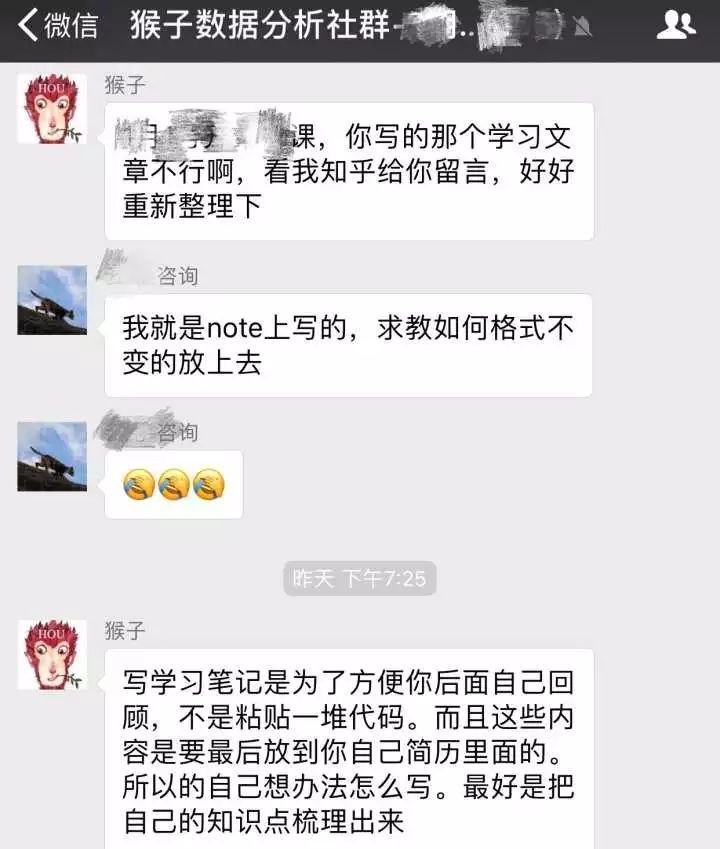 微信 猴子数据分析社群
猴子
课，你写的那个学习文
章不行啊，看我知乎给你留言，好好
重新整理下
咨询
我就是note上写的，求教如何格式不
变的放上去
咨询
昨天 下午7:25
HOU
猴子
写学习笔记是为了方便你后面自己回
顾，不是粘贴一堆代码。而且这些内
容是要最后放到你自己简历里面的。
所以的自己想办法怎么写。最好是把
自己的知识点梳理出来